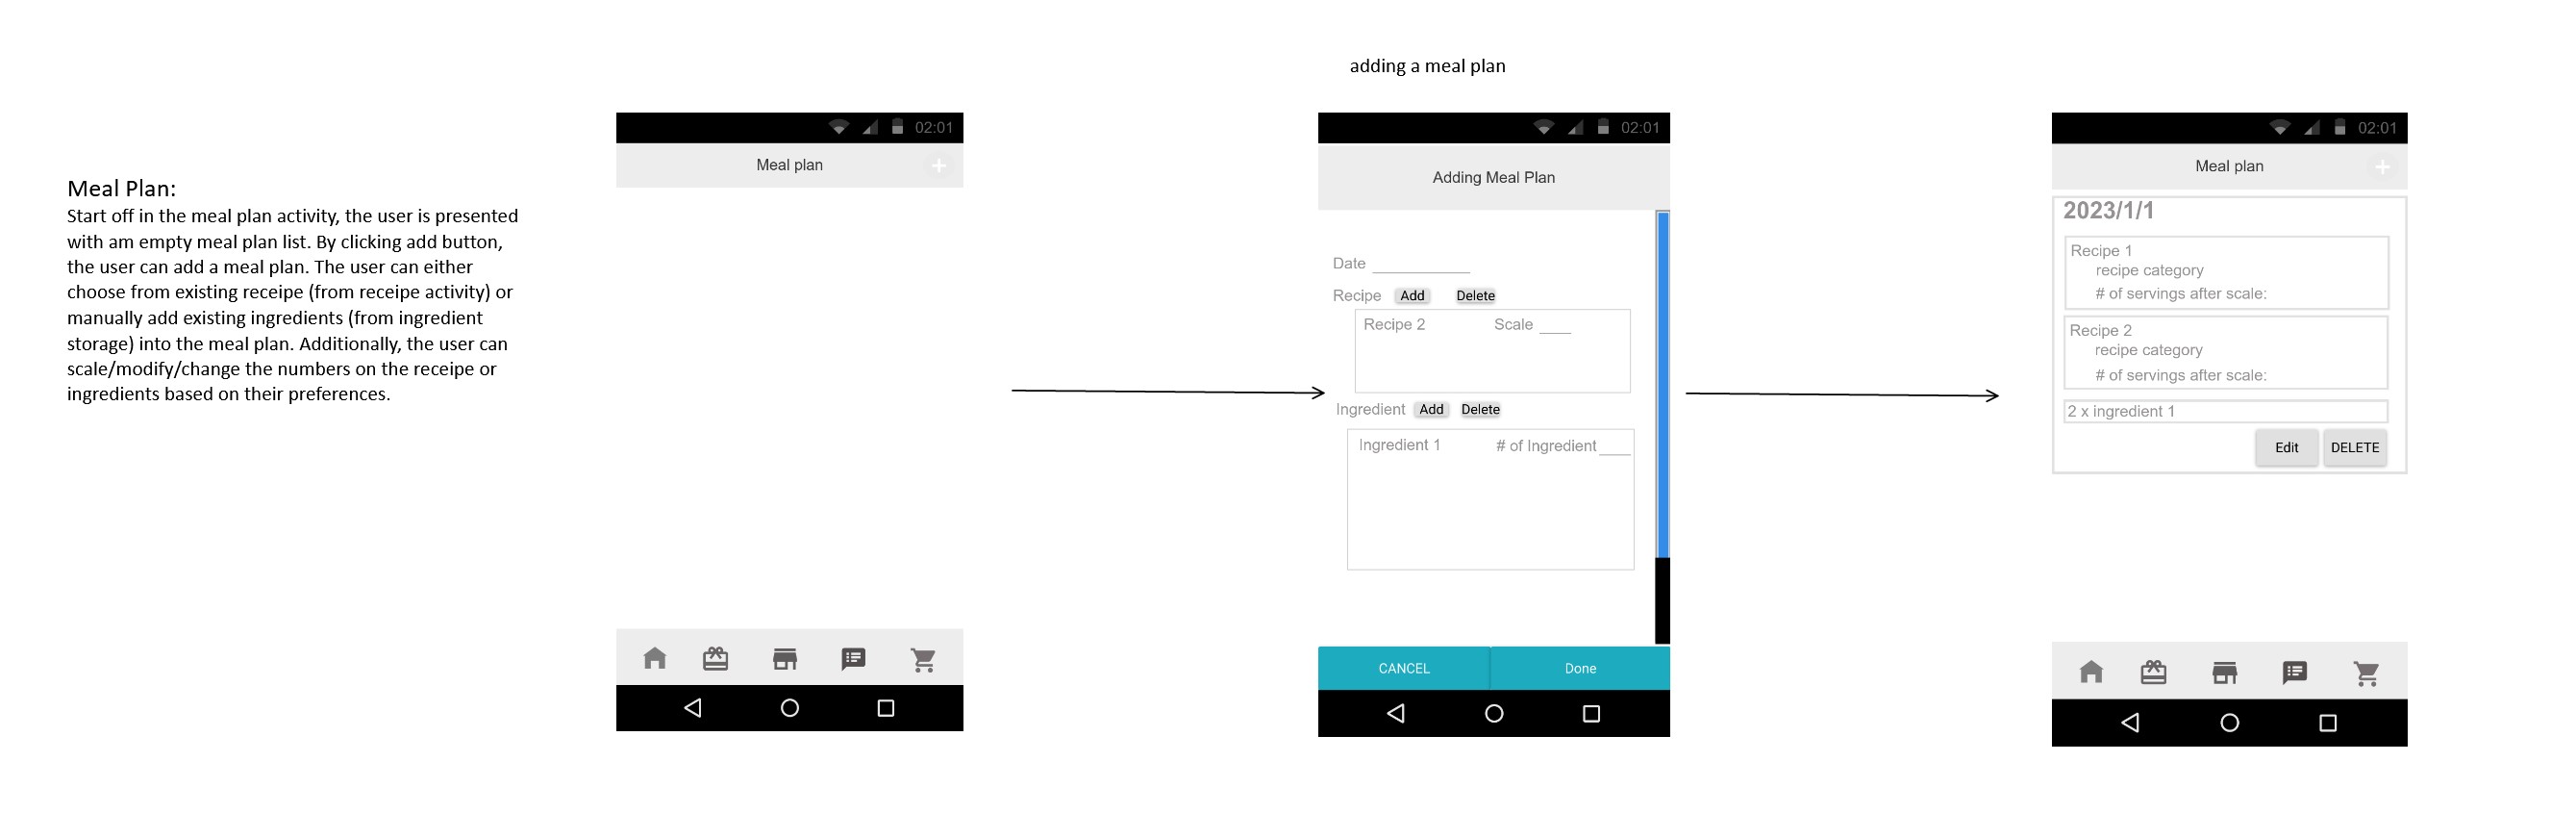 adding a meal plan
Meal Plan:
Start off in the meal plan activity, the user is presented
with am empty meal plan list. By clicking add button,
the user can add a meal plan. The user can either
choose from existing receipe (from receipe activity) or
manually add existing ingredients (from ingredient
storage) into the meal plan. Additionally, the user can
scale/modify/change the numbers on the receipe or
ingredients based on their preferences.
02:01
Meal plan
+
02:01
Adding Meal Plan
Date
Recipe Add Delete
Recipe 2 Scale
Ingredient Add Delete
Ingredient 1 # of Ingredient
CANCEL Done
02:01
Meal plan
+
2023/1/1
Recipe 1
recipe category
# of servings after scale:
Recipe 2
recipe category
# of servings after scale:
2 x ingredient 1
Edit DELETE